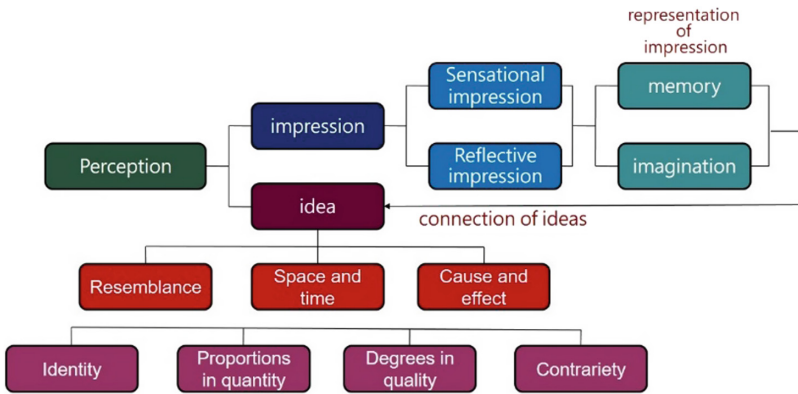 representation
of
impression
Sensational
impression
memory
impression
Perception
Reflective
impression
imagination
idea
connection of ideas
Resemblance
Space and
time
Cause and
effect
Identity
Proportions
in quantity
Degrees in
quality
Contrariety